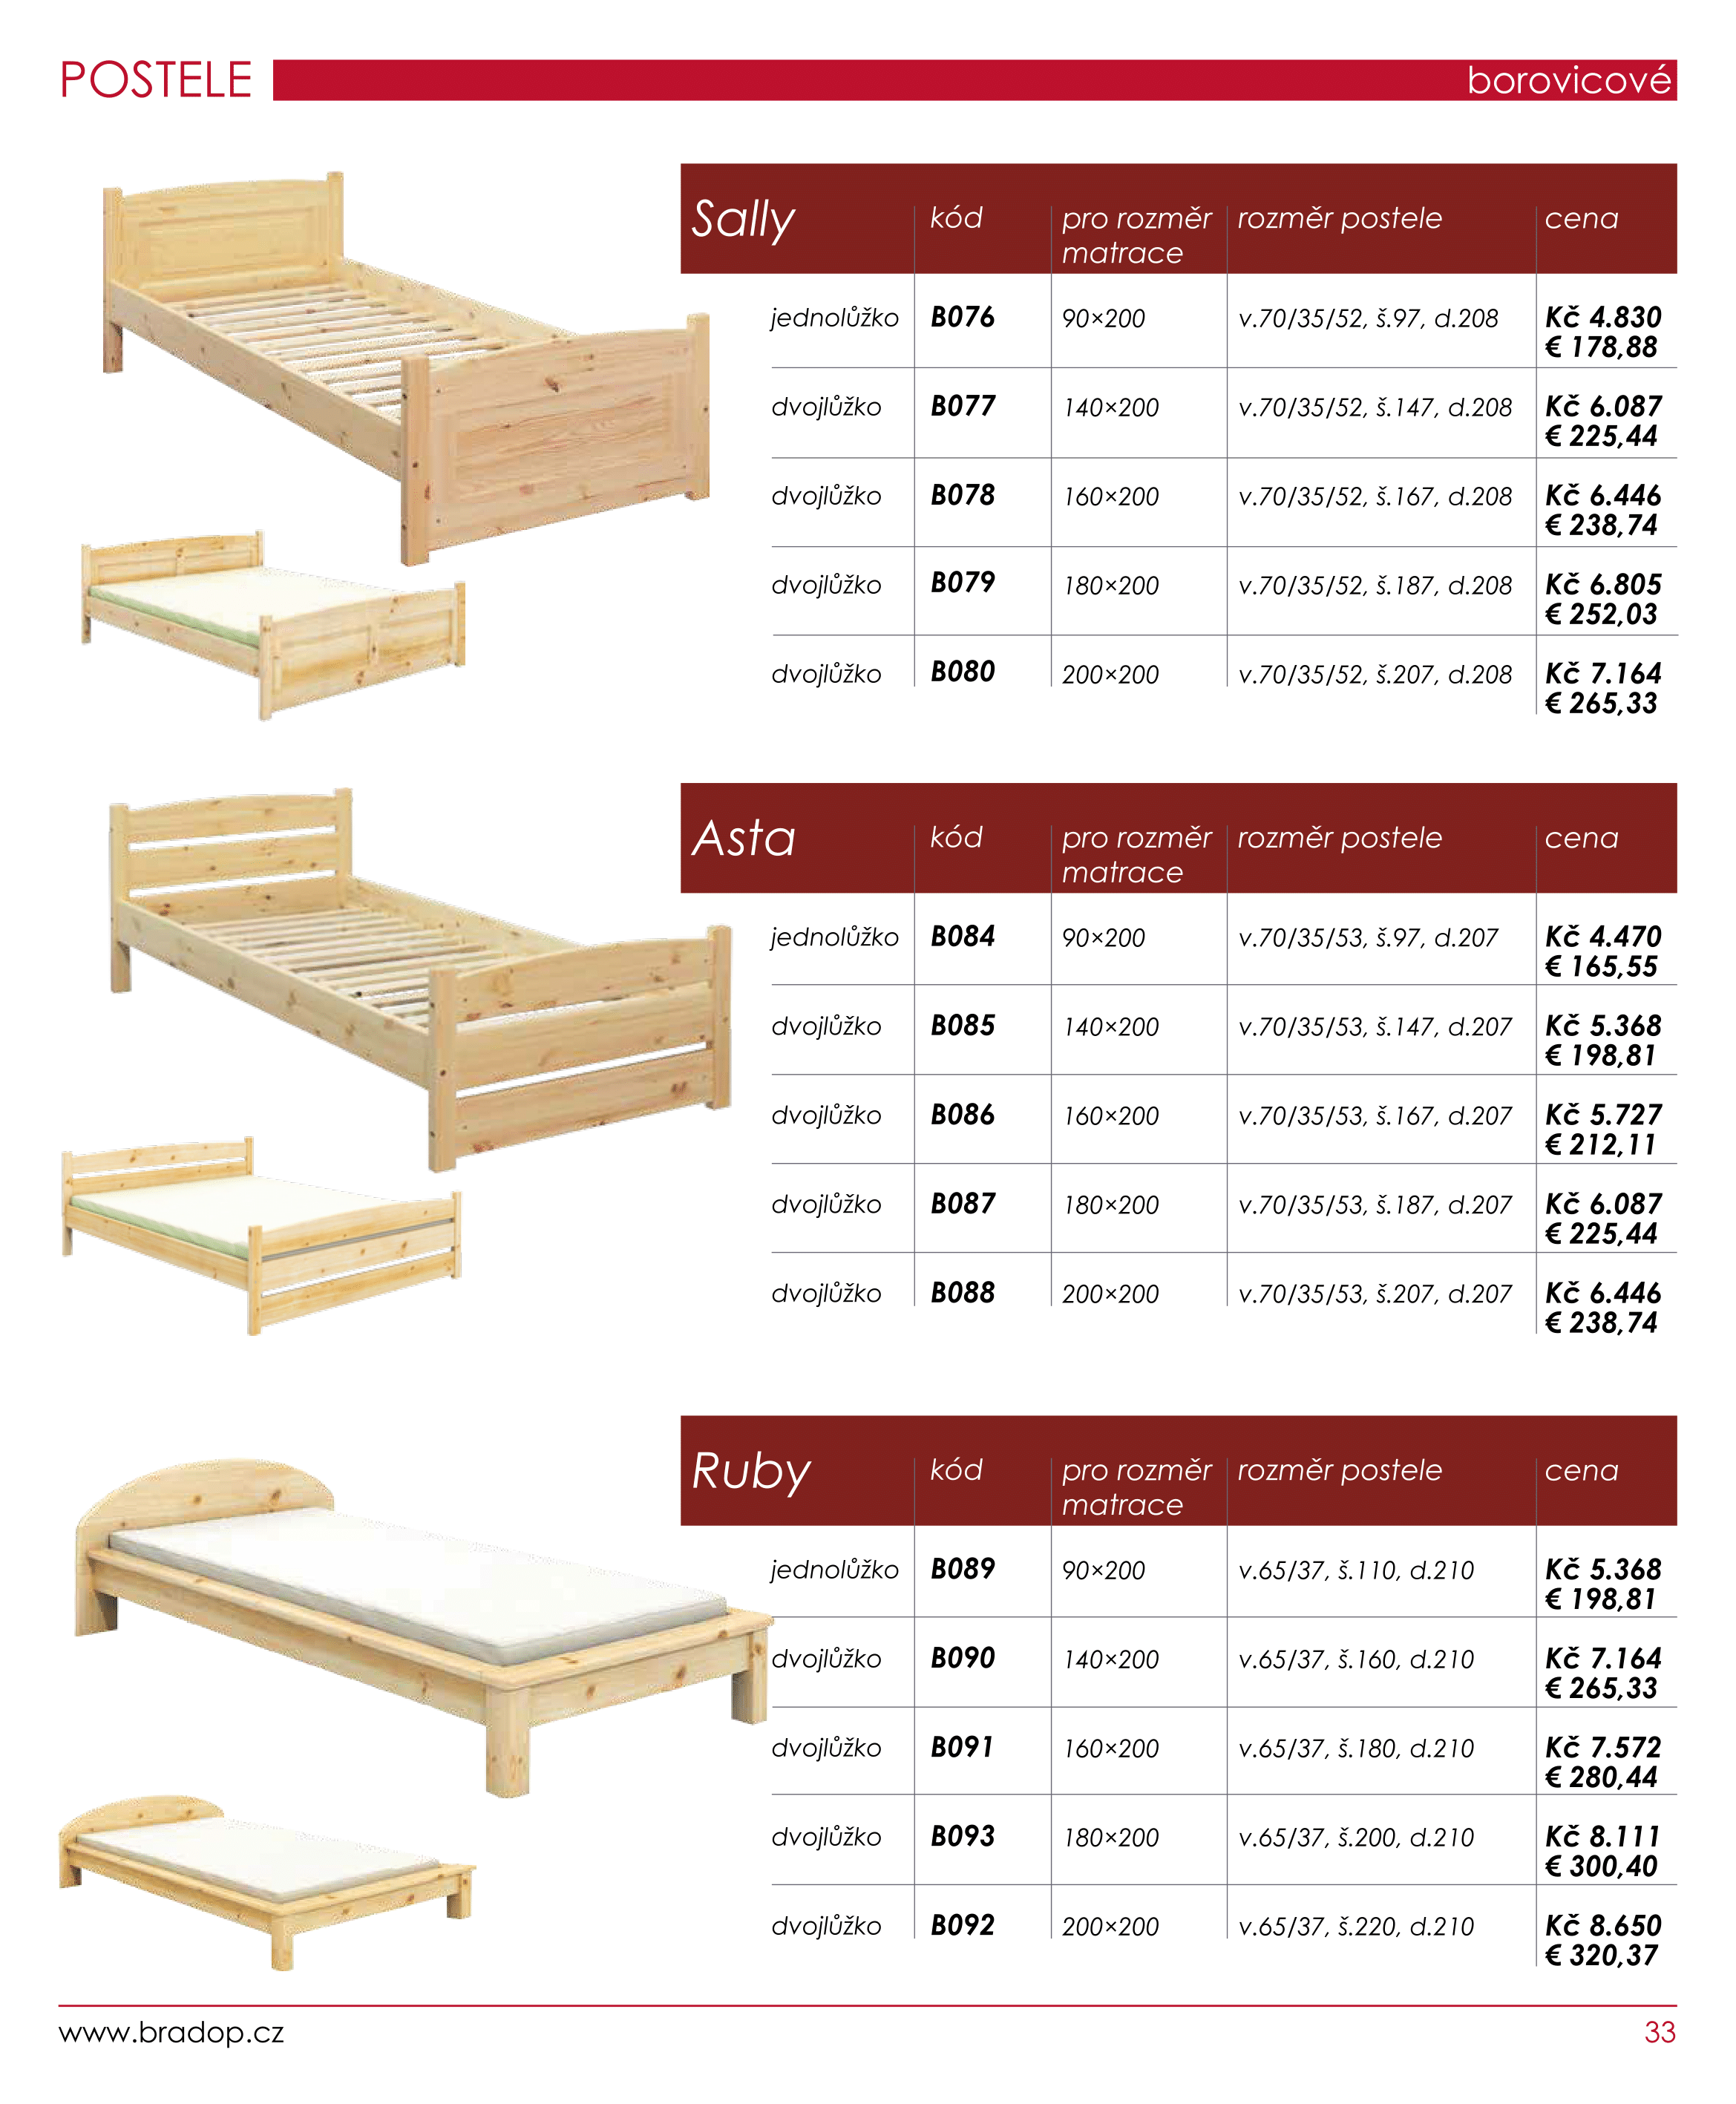 POSTELE borovicové
Sally kód pro rozměr rozměr postele cena
matrace
jednolůžko B076 90×200 v.70/35/52, š.97, d.208 Kč 4.830
€ 178,88
dvojlůžko B077 140×200 v.70/35/52, š.147, d.208 Kč 6.087
€ 225,44
dvojlůžko B078 160×200 v.70/35/52, š.167, d.208 Kč 6.446
€ 238,74
dvojlůžko B079 180×200 v.70/35/52, š.187, d.208 Kč 6.805
€ 252,03
dvojlůžko B080 200×200 v.70/35/52, š.207, d.208 Kč 7.164
€ 265,33
Asta kód pro rozměr rozměr postele cena
matrace
jednolůžko B084 90×200 v.70/35/53, š.97, d.207 Kč 4.470
€ 165,55
dvojlůžko B085 140×200 v.70/35/53, š.147, d.207 Kč 5.368
€ 198,81
dvojlůžko B086 160×200 v.70/35/53, š.167, d.207 Kč 5.727
€ 212,11
dvojlůžko B087 180×200 v.70/35/53, š.187, d.207 Kč 6.087
€ 225,44
dvojlůžko B088 200×200 v.70/35/53, š.207, d.207 Kč 6.446
€ 238,74
Ruby kód pro rozměr rozměr postele cena
matrace
jednolůžko B089 90×200 v.65/37, š.110, d.210 Kč 5.368
€ 198,81
dvojlůžko B090 140×200 v.65/37, š.160, d.210 Kč 7.164
€ 265,33
dvojlůžko B091 160×200 v.65/37, š.180, d.210 Kč 7.572
€ 280,44
dvojlůžko B093 180×200 v.65/37, š.200, d.210 Kč 8.111
€ 300,40
dvojlůžko B092 200×200 v.65/37, š.220, d.210 Kč 8.650
€ 320,37
www.bradop.cz 33